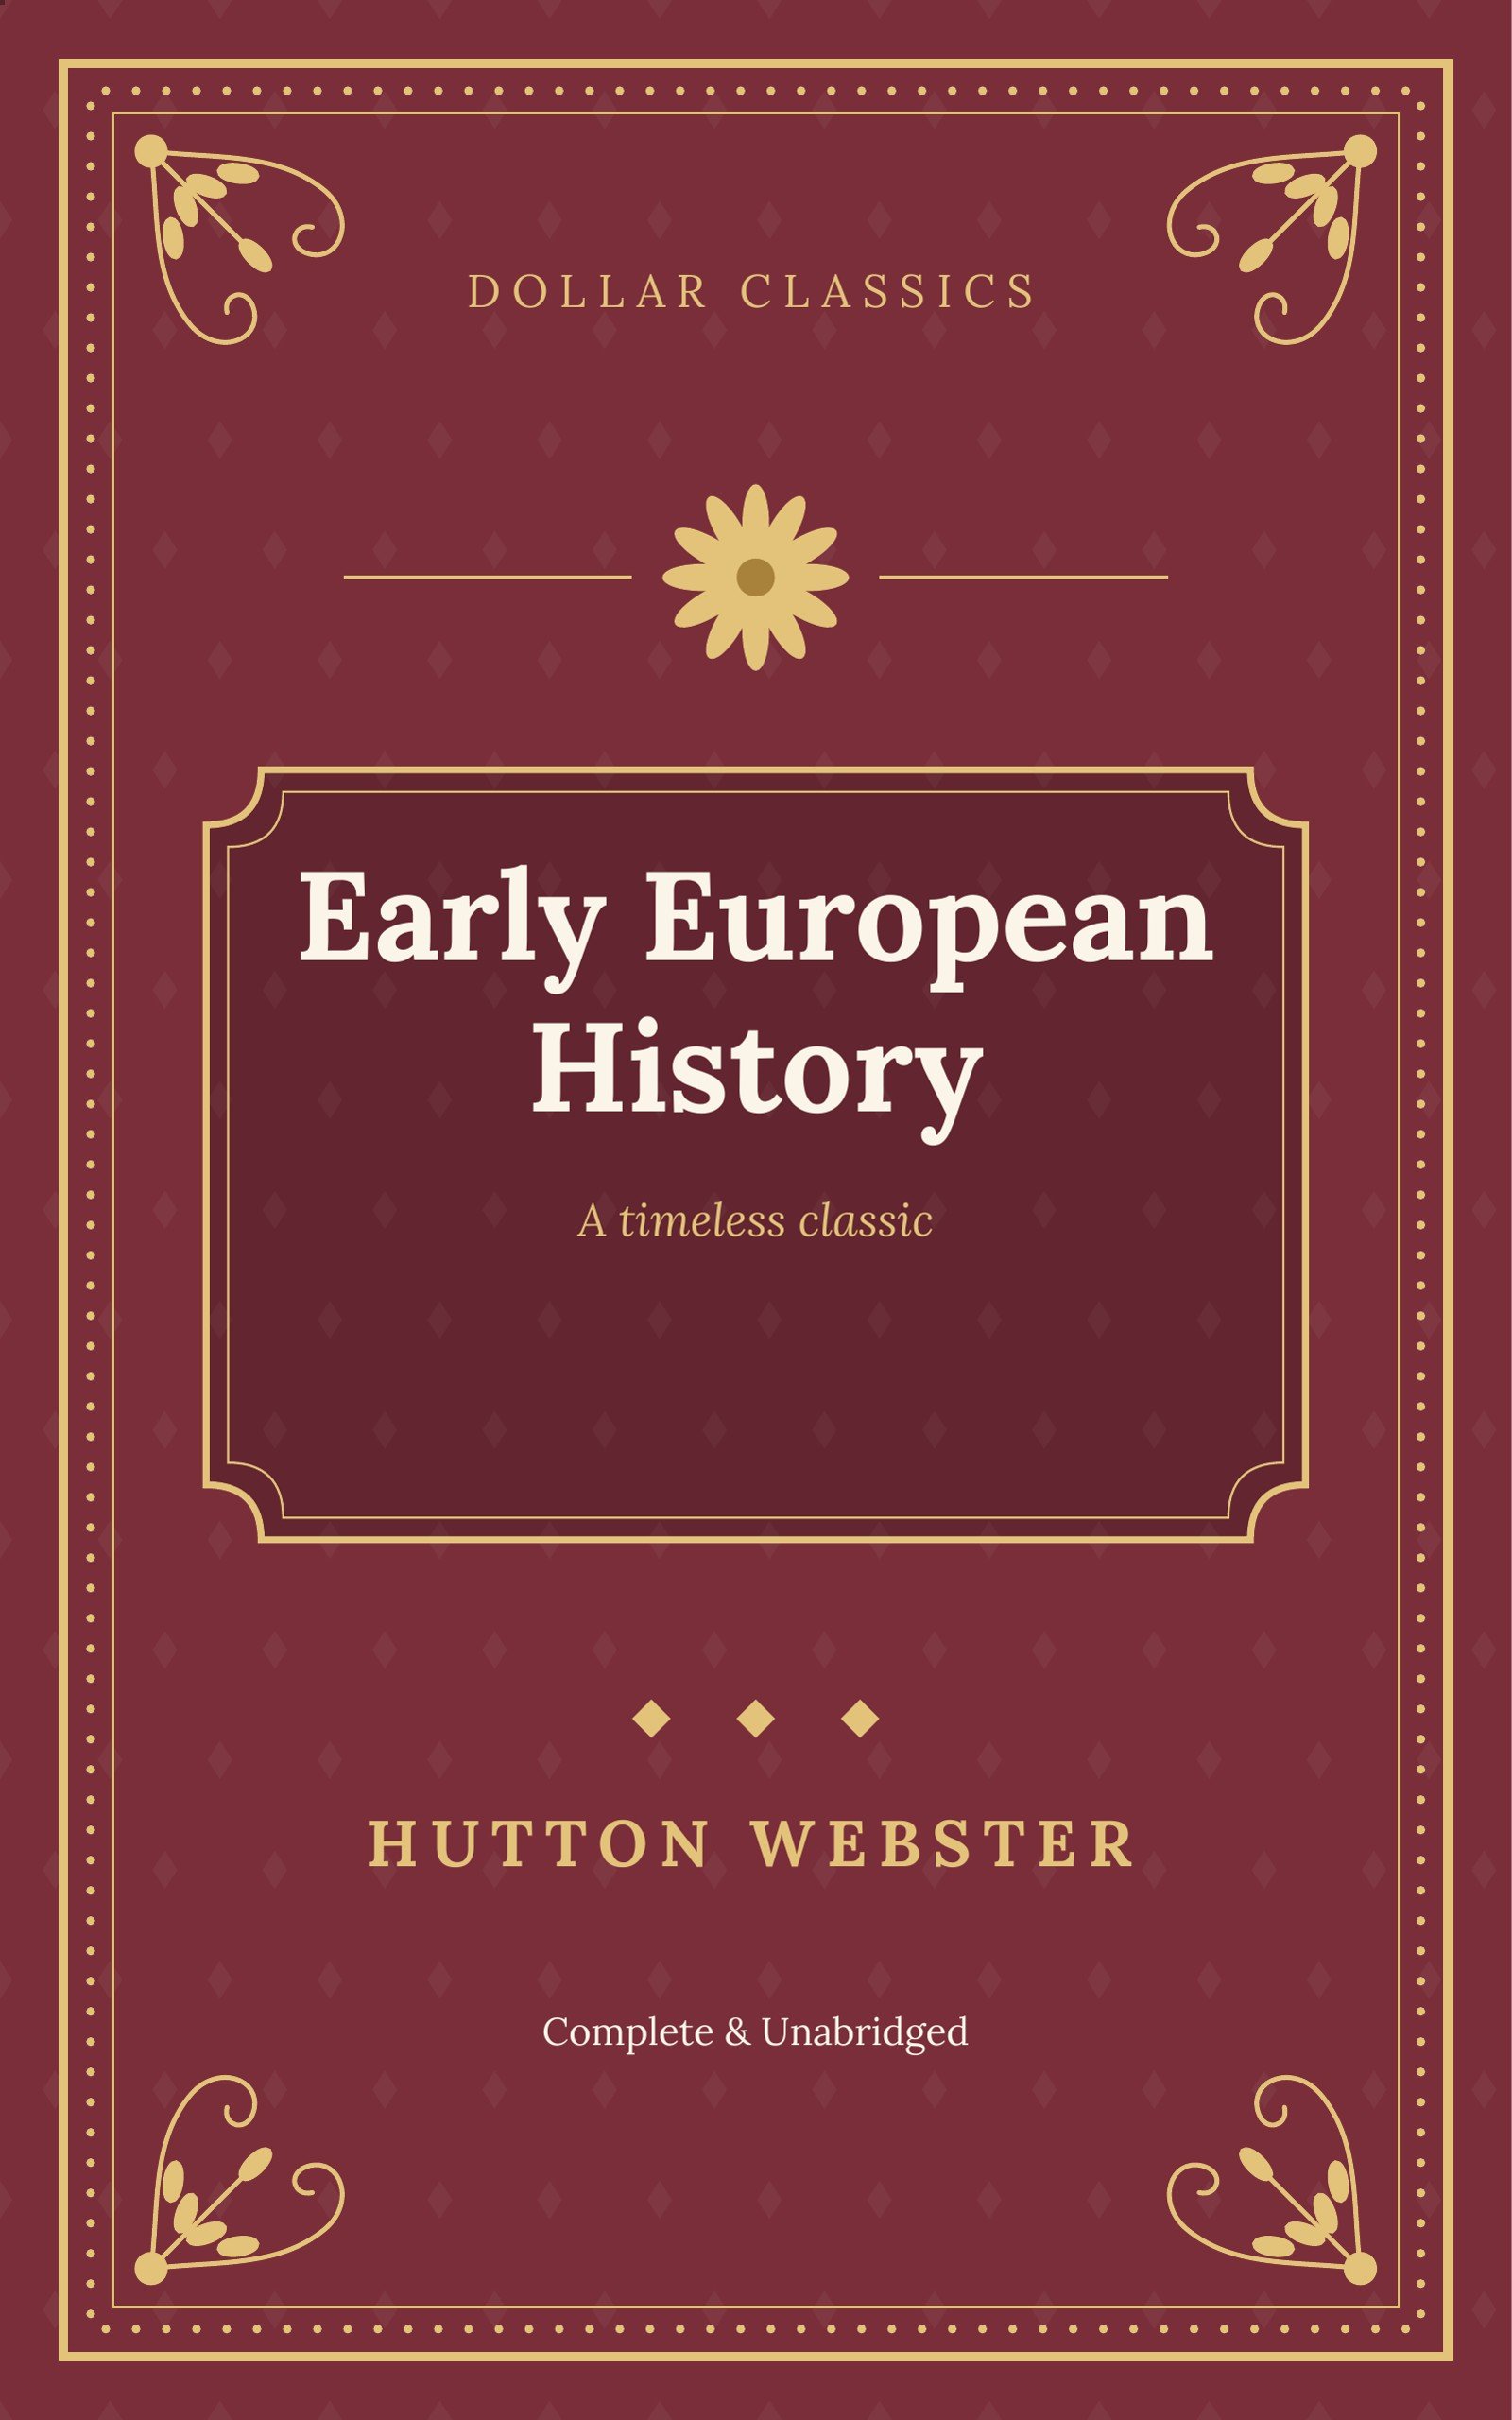 DOLLAR CLASSICS
Early European
History
A timeless classic
HUTTON WEBSTER
Complete & Unabridged